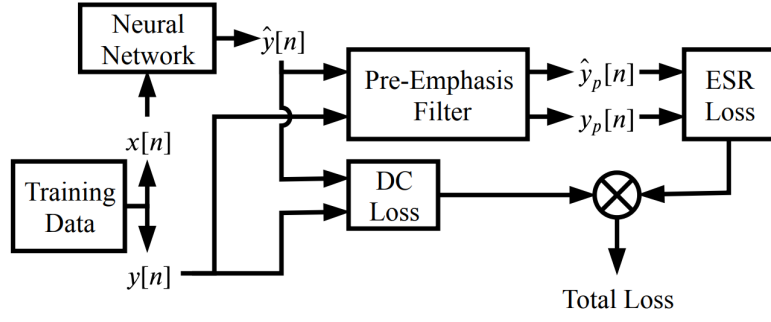 Neural
Network
ŷ[n]
Pre-Emphasis
Filter
ŷₚ[n]
yₚ[n]
ESR
Loss
x[n]
Training
Data
DC
Loss
y[n]
Total Loss